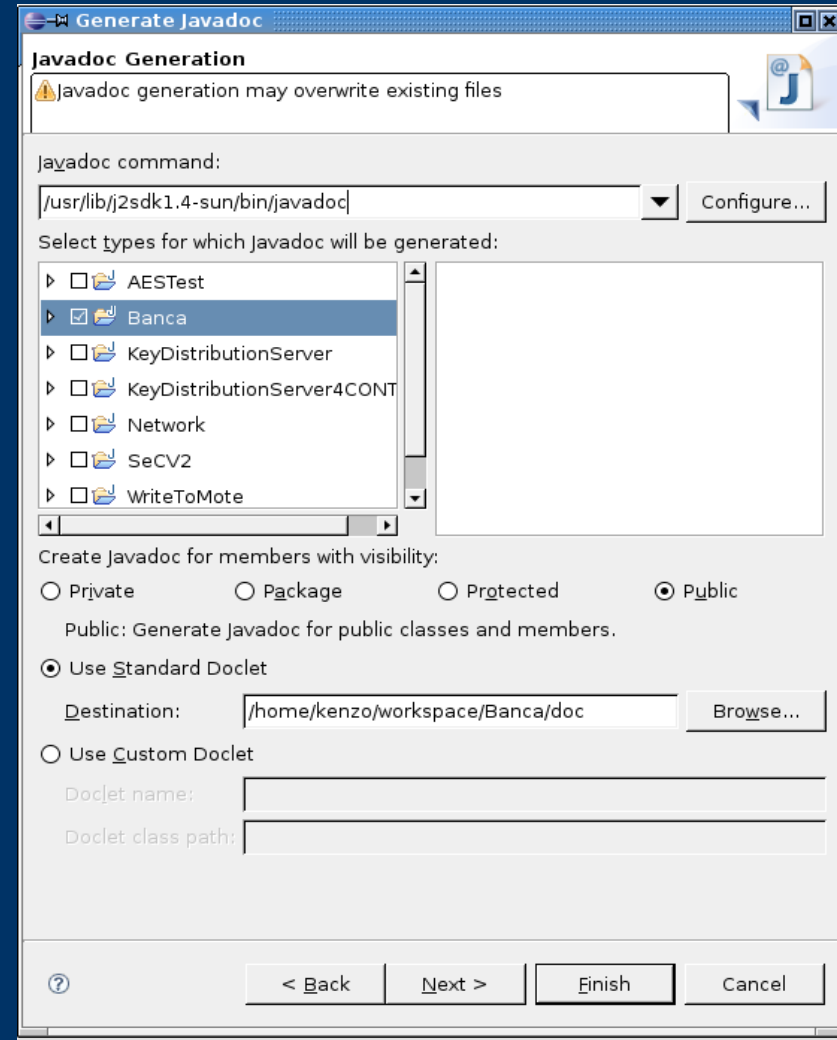 Generate Javadoc
Javadoc Generation
Javadoc generation may overwrite existing files
Javadoc command:
/usr/lib/j2sdk1.4-sun/bin/javadoc
Configure...
Select types for which Javadoc will be generated:
AESTest
Banca
KeyDistributionServer
KeyDistributionServer4CONT
Network
SeCV2
WriteToMote
Create Javadoc for members with visibility:
Private Package Protected Public
Public: Generate Javadoc for public classes and members.
Use Standard Doclet
Destination: /home/kenzo/workspace/Banca/doc Browse...
Use Custom Doclet
Doclet name:
Doclet class path:
< Back Next > Finish Cancel